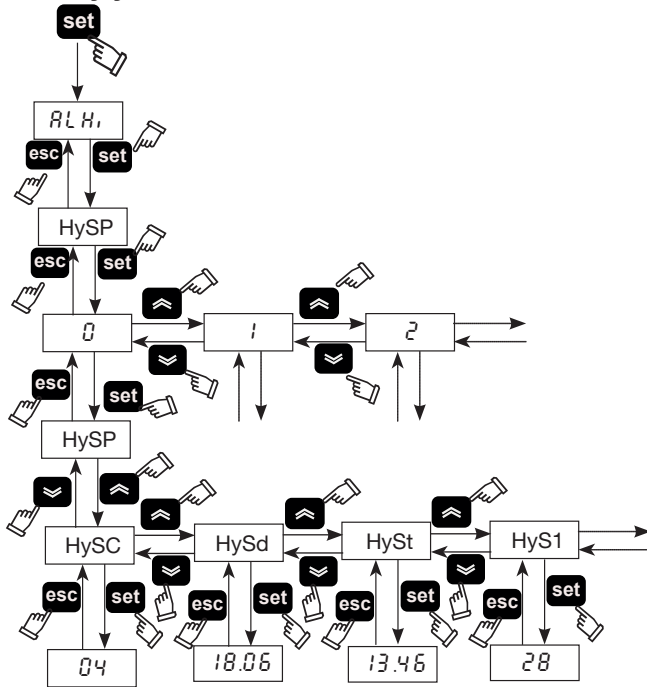 set
ALHi
esc set
HySP
esc set
0 1 2
esc set
HySP
HySC HySd HySt HyS1
esc set esc set esc set esc set
04 18.06 13.46 28